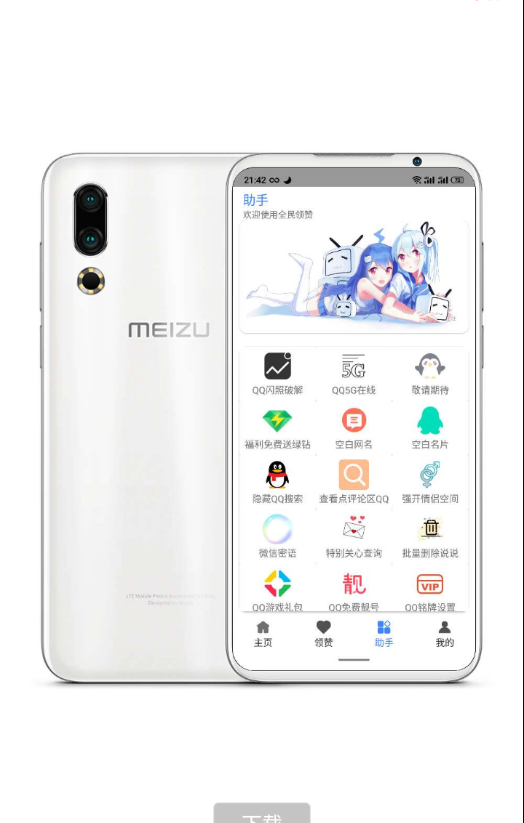 21:42
助手
欢迎使用全民领赞
MEIZU
QQ闪照破解
QQ5G在线
敬请期待
福利免费送绿钻
空白网名
空白名片
隐藏QQ搜索
查看点评论区QQ
强开情侣空间
微信密语
特别关心查询
批量删除说说
靓
VIP
QQ游戏礼包
QQ免费靓号
QQ铭牌设置
主页
领赞
助手
我的
下载